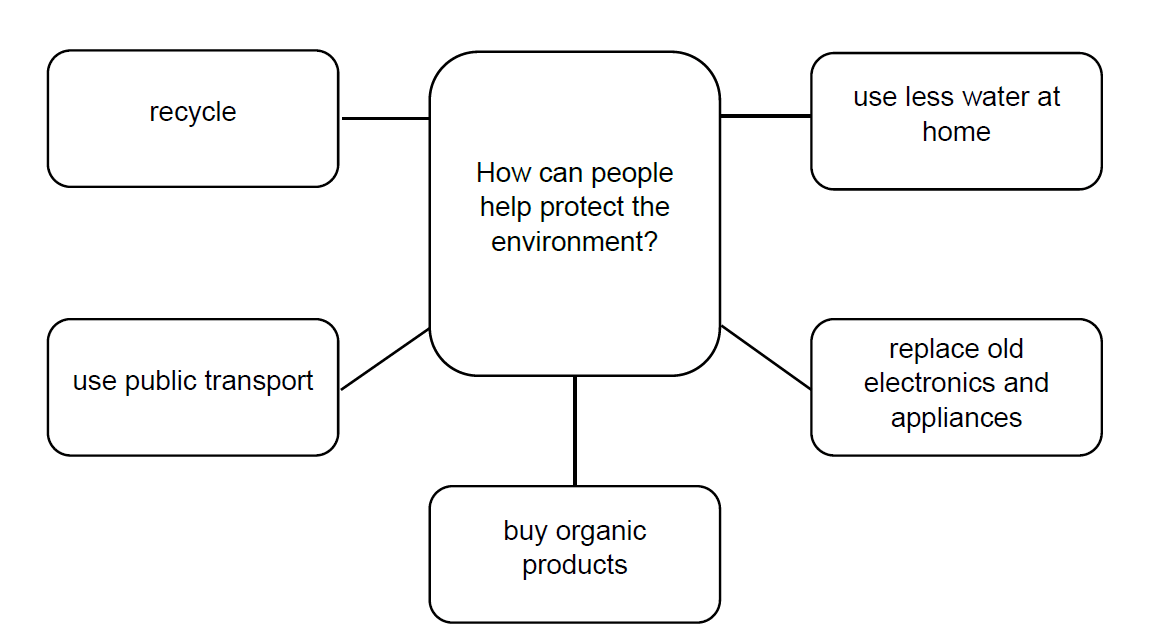 recycle
How can people
help protect the
environment?
use less water at
home
use public transport
replace old
electronics and
appliances
buy organic
products